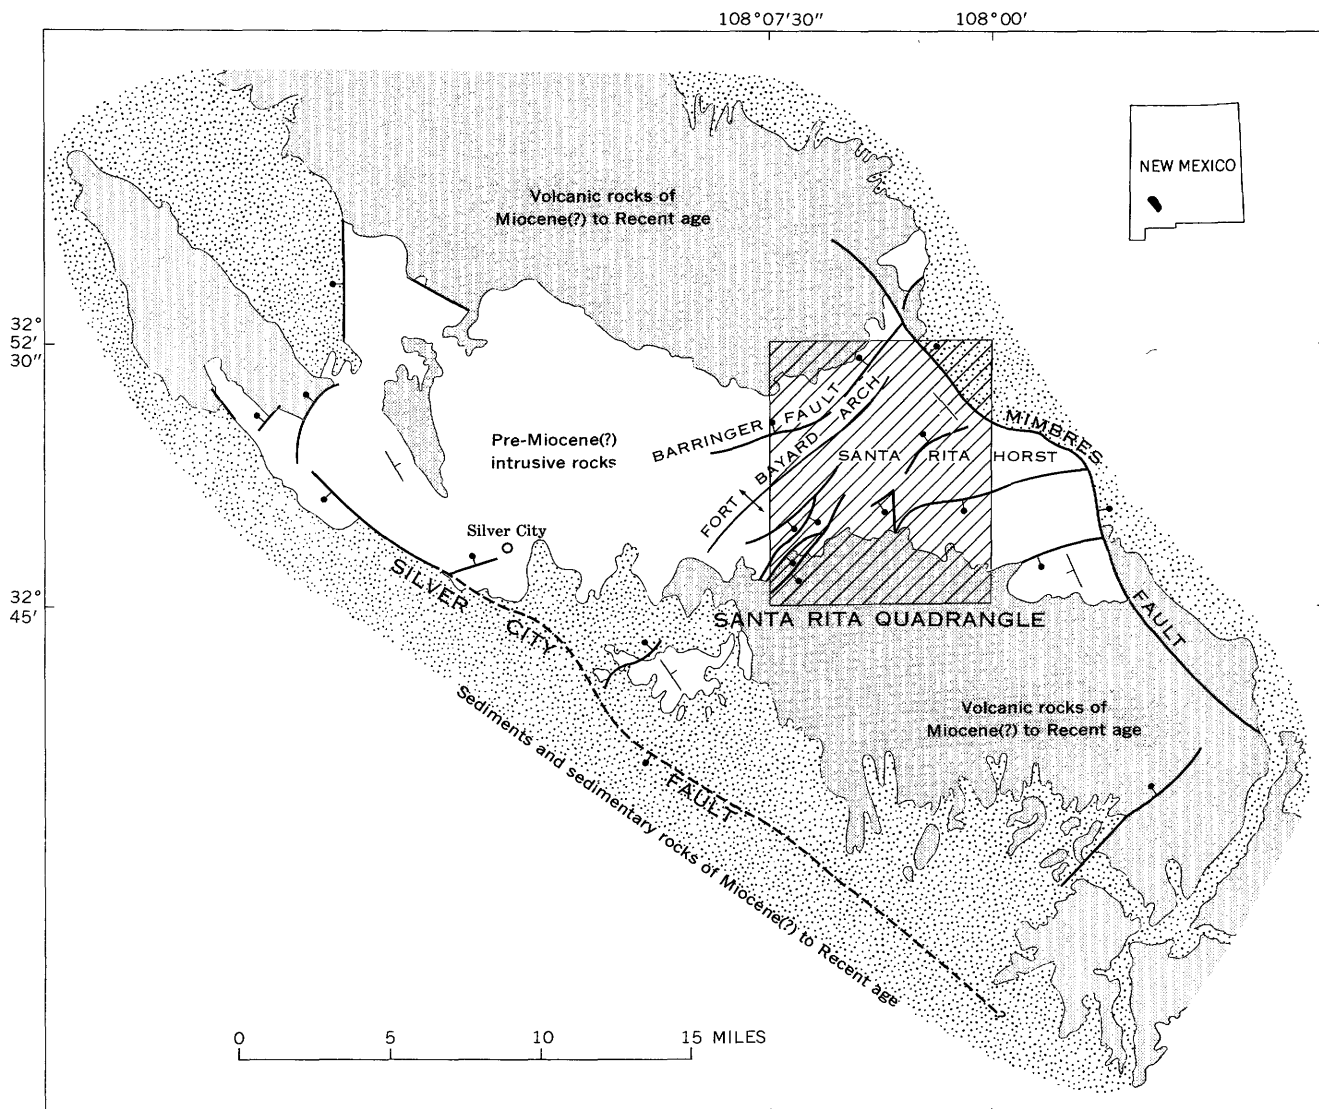 108°07'30"
108°00'
NEW MEXICO
Volcanic rocks of
Miocene(?) to Recent age
32°
52'
30"
BARRINGER FAULT
FORT BAYARD ARCH
MIMBRES FAULT
SANTA RITA HORST
Pre-Miocene(?)
intrusive rocks
Silver City
32°
45'
SILVER CITY FAULT
SANTA RITA QUADRANGLE
Sediments and sedimentary rocks of Miocene(?) to Recent age
Volcanic rocks of
Miocene(?) to Recent age
0 5 10 15 MILES